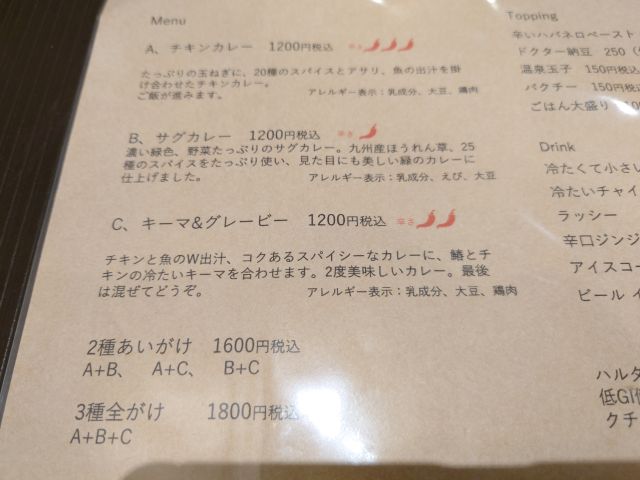 Menu
A、チキンカレー 1200円税込 辛さ
たっぷりの玉ねぎに、20種のスパイスとアサリ、魚の出汁を掛
け合わせたチキンカレー。
ご飯が進みます。 アレルギー表示：乳成分、大豆、鶏肉
B、サグカレー 1200円税込 辛さ
濃い緑色、野菜たっぷりのサグカレー。九州産ほうれん草、25
種のスパイスをたっぷり使い、見た目にも美しい緑のカレーに
仕上げました。 アレルギー表示：乳成分、えび、大豆
C、キーマ&グレービー 1200円税込 辛さ
チキンと魚のW出汁、コクあるスパイシーなカレーに、鰆とチ
キンの冷たいキーマを合わせます。2度美味しいカレー。最後
は混ぜてどうぞ。 アレルギー表示：乳成分、大豆、鶏肉
2種あいがけ 1600円税込
A+B、 A+C、 B+C
3種全がけ 1800円税込
A+B+C
Topping
辛いハバネロペースト
ドクター納豆 250
温泉玉子 150円税込
パクチー 150円税込
ごはん大盛り
Drink
冷たくて小さい
冷たいチャイ
ラッシー
辛口ジンジ
アイスコー
ビール
ハルダ
低GI
クチ